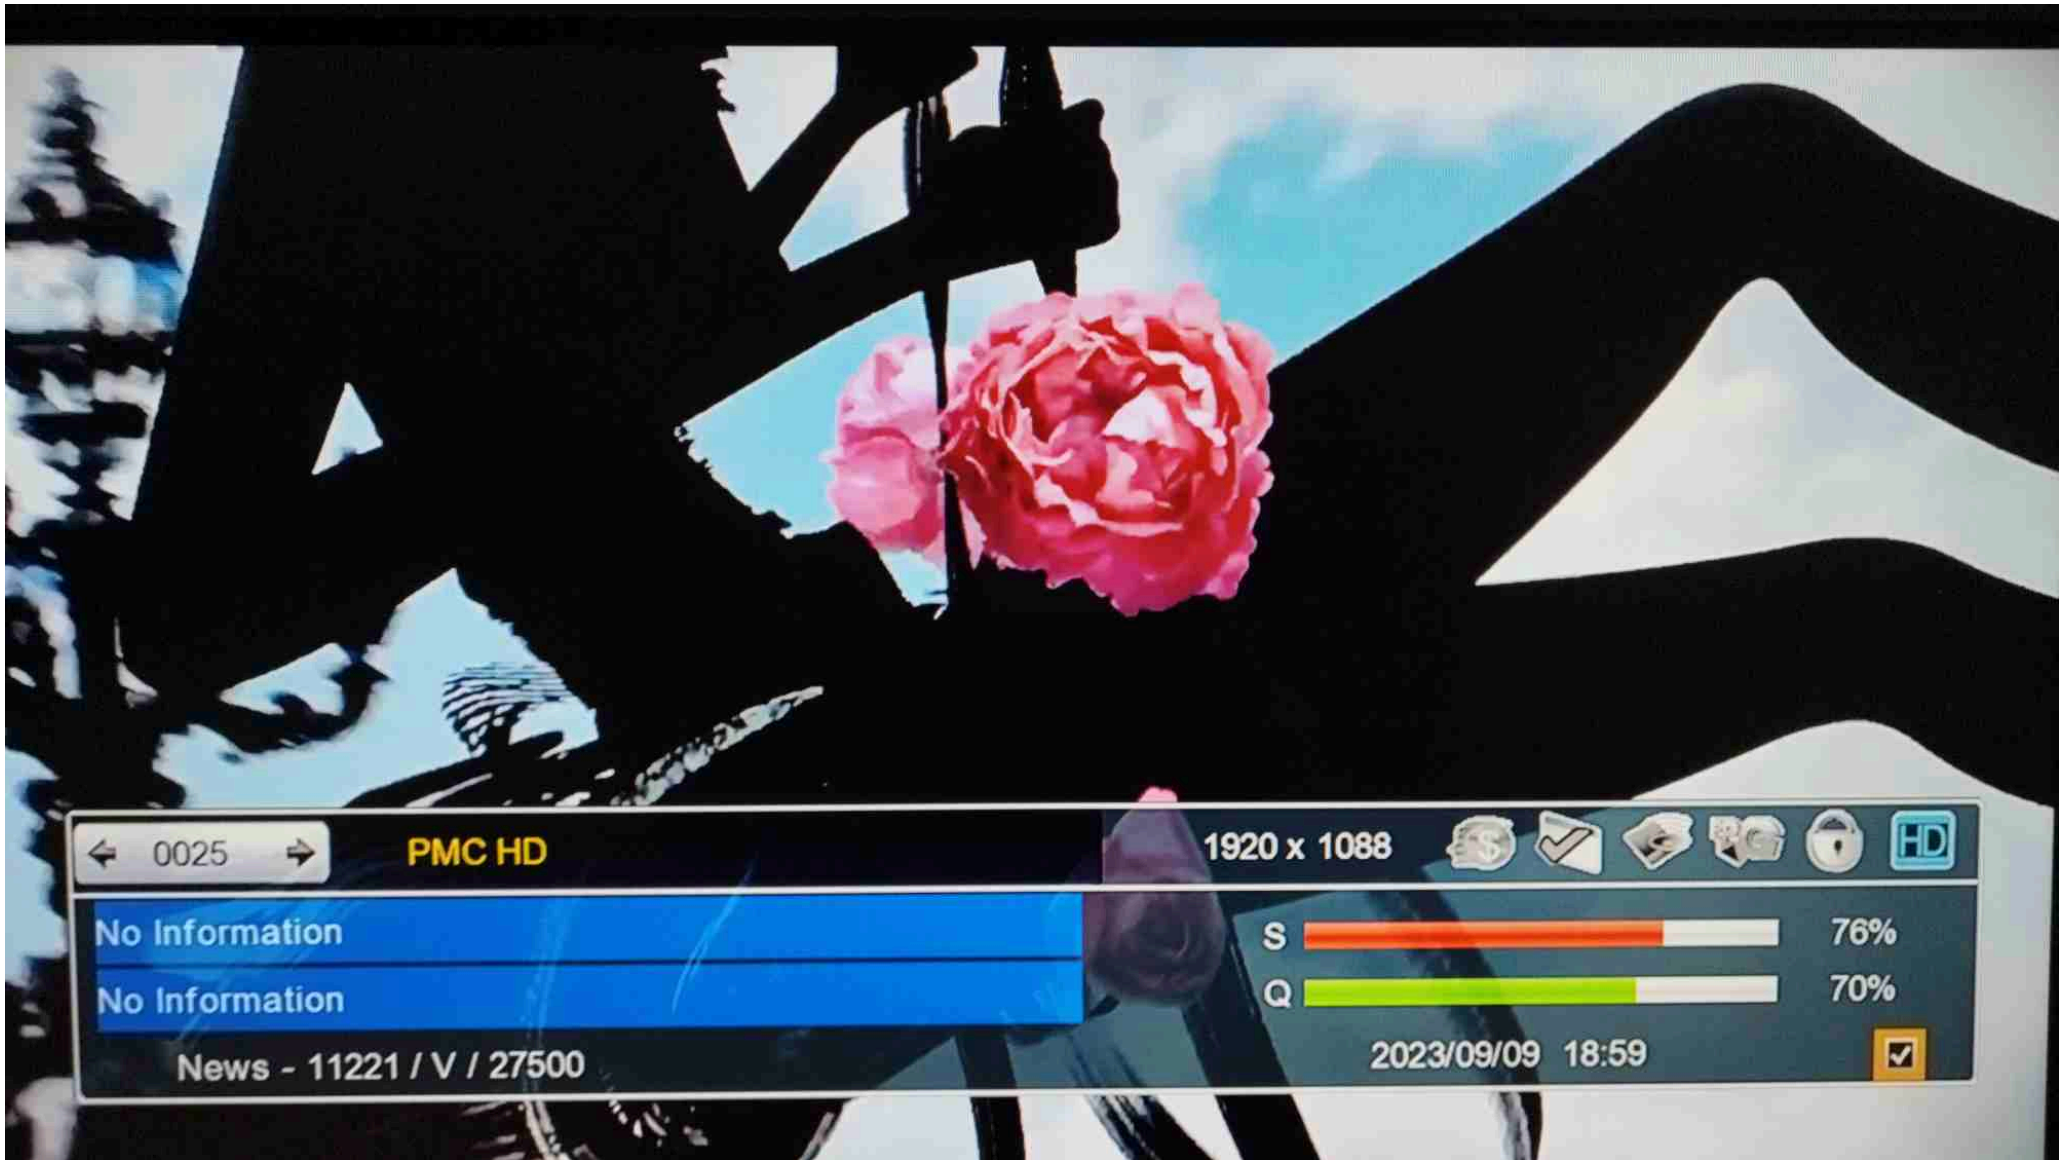 0025 PMC HD 1920 x 1088 HD
No Information
S 76%
No Information
Q 70%
News - 11221 / V / 27500 2023/09/09 18:59